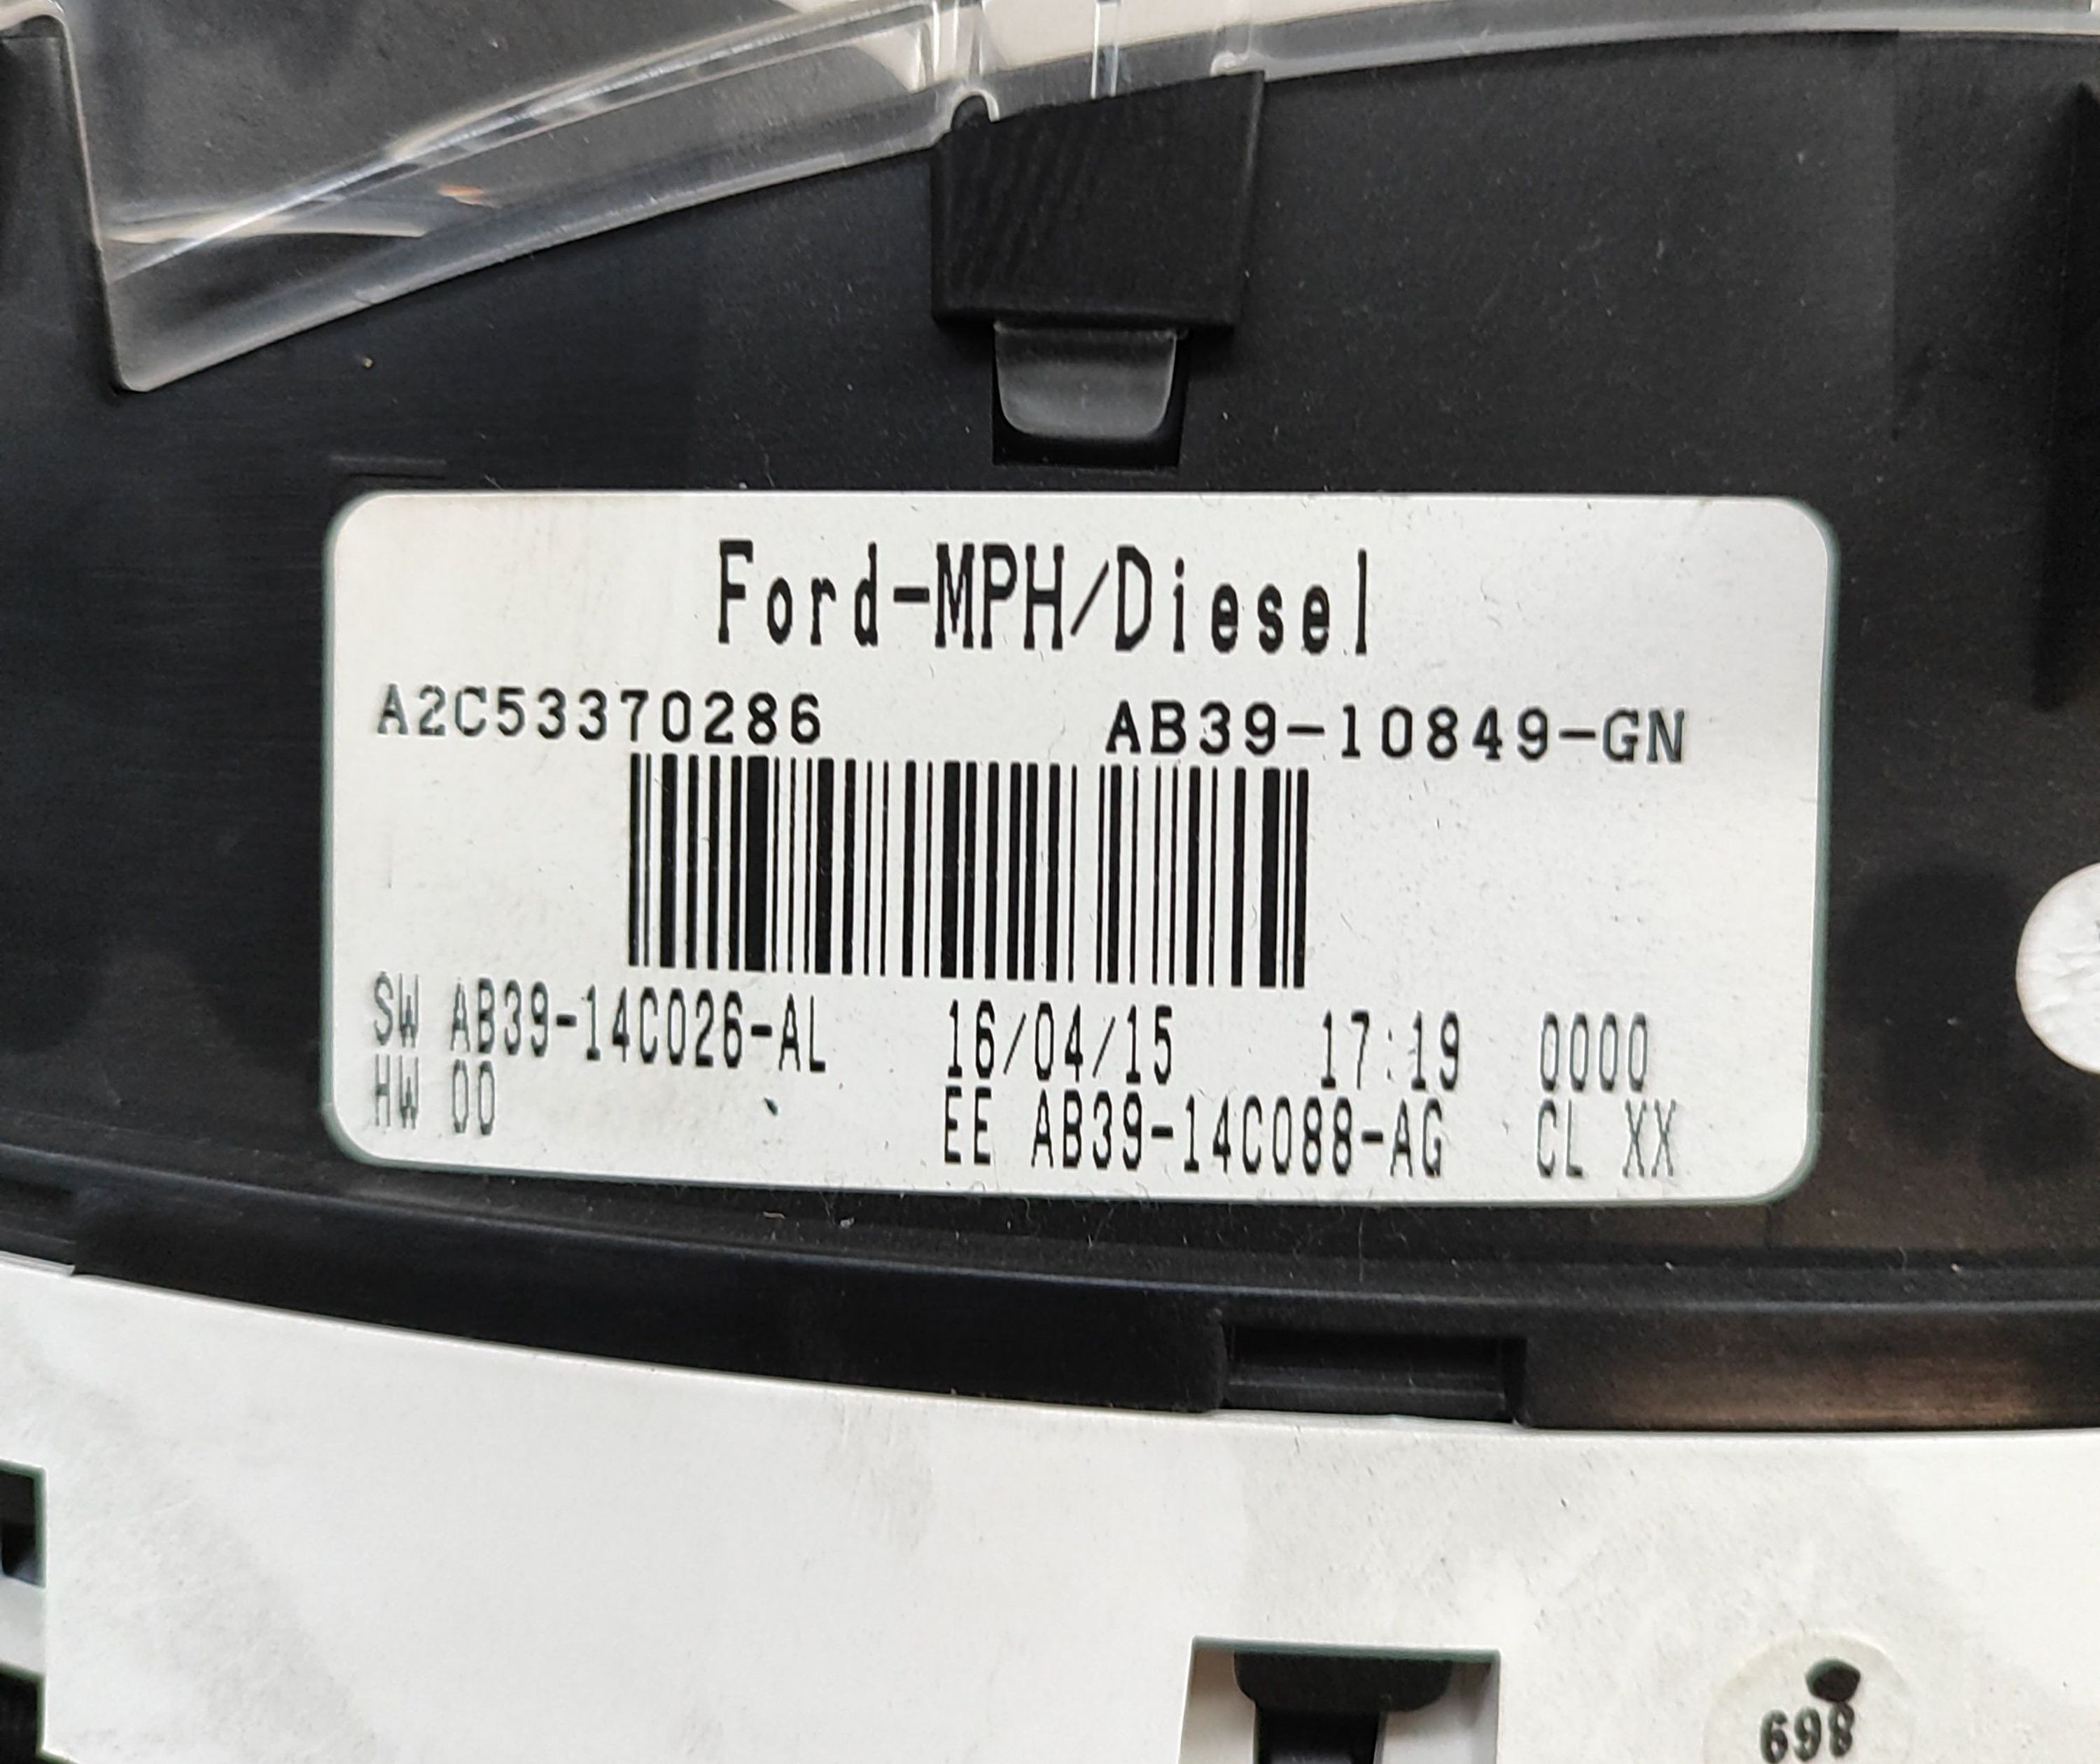 Ford-MPH/Diesel
A2C53370286 AB39-10849-GN
SW AB39-14C026-AL 16/04/15 17:19 0000
HW 00 EE AB39-14C088-AG CL XX
698